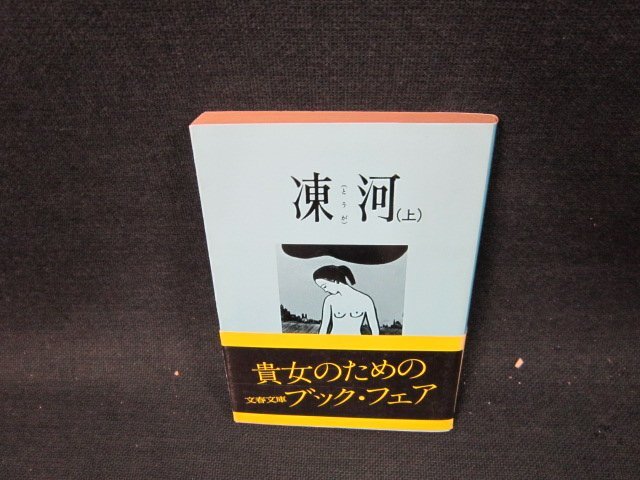 凍河(上)
(とうが)
貴女のための
文春文庫 ブック・フェア